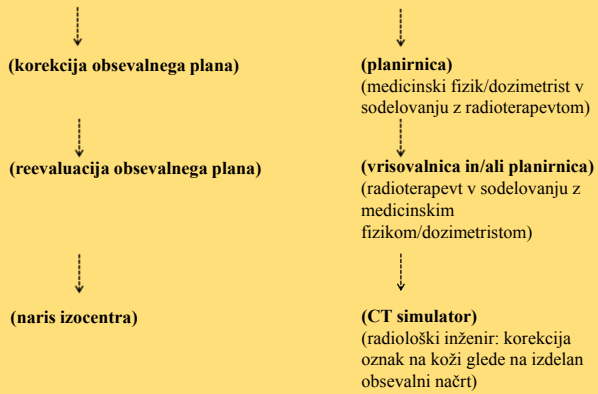 (korekcija obsevalnega plana)
(planirnica)
(medicinski fizik/dozimetrist v
sodelovanju z radioterapevtom)
(reevaluacija obsevalnega plana)
(vrisovalnica in/ali planirnica)
(radioterapevt v sodelovanju z
medicinskim
fizikom/dozimetristom)
(naris izocentra)
(CT simulator)
(radiološki inženir: korekcija
oznak na koži glede na izdelan
obsevalni načrt)